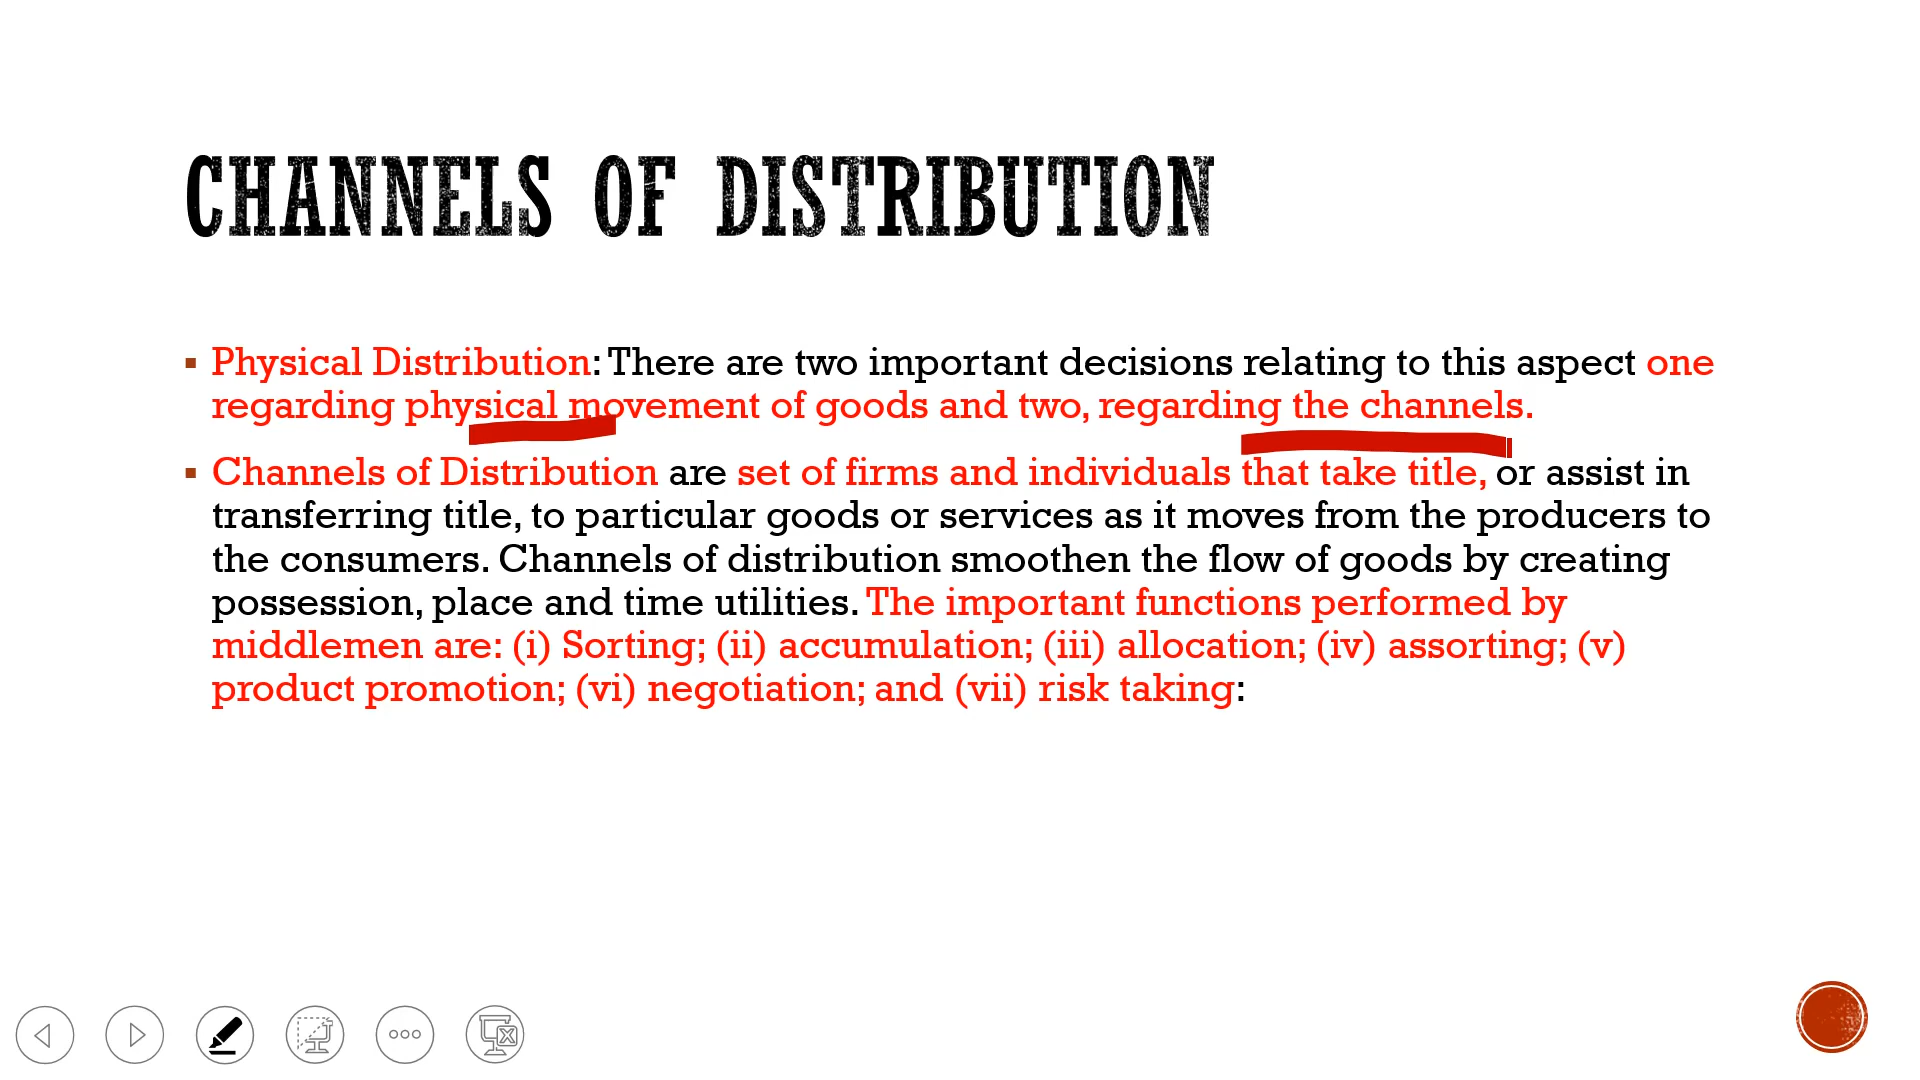 CHANNELS OF DISTRIBUTION
Physical Distribution: There are two important decisions relating to this aspect one
regarding physical movement of goods and two, regarding the channels.
Channels of Distribution are set of firms and individuals that take title, or assist in
transferring title, to particular goods or services as it moves from the producers to
the consumers. Channels of distribution smoothen the flow of goods by creating
possession, place and time utilities. The important functions performed by
middlemen are: (i) Sorting; (ii) accumulation; (iii) allocation; (iv) assorting; (v)
product promotion; (vi) negotiation; and (vii) risk taking: